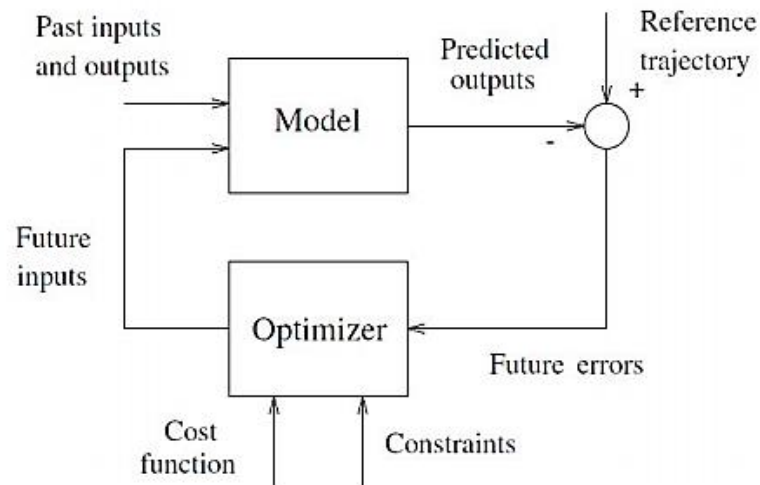 Past inputs
and outputs
Model
Predicted
outputs
Reference
trajectory
+
-
Future
inputs
Optimizer
Future errors
Cost
function
Constraints